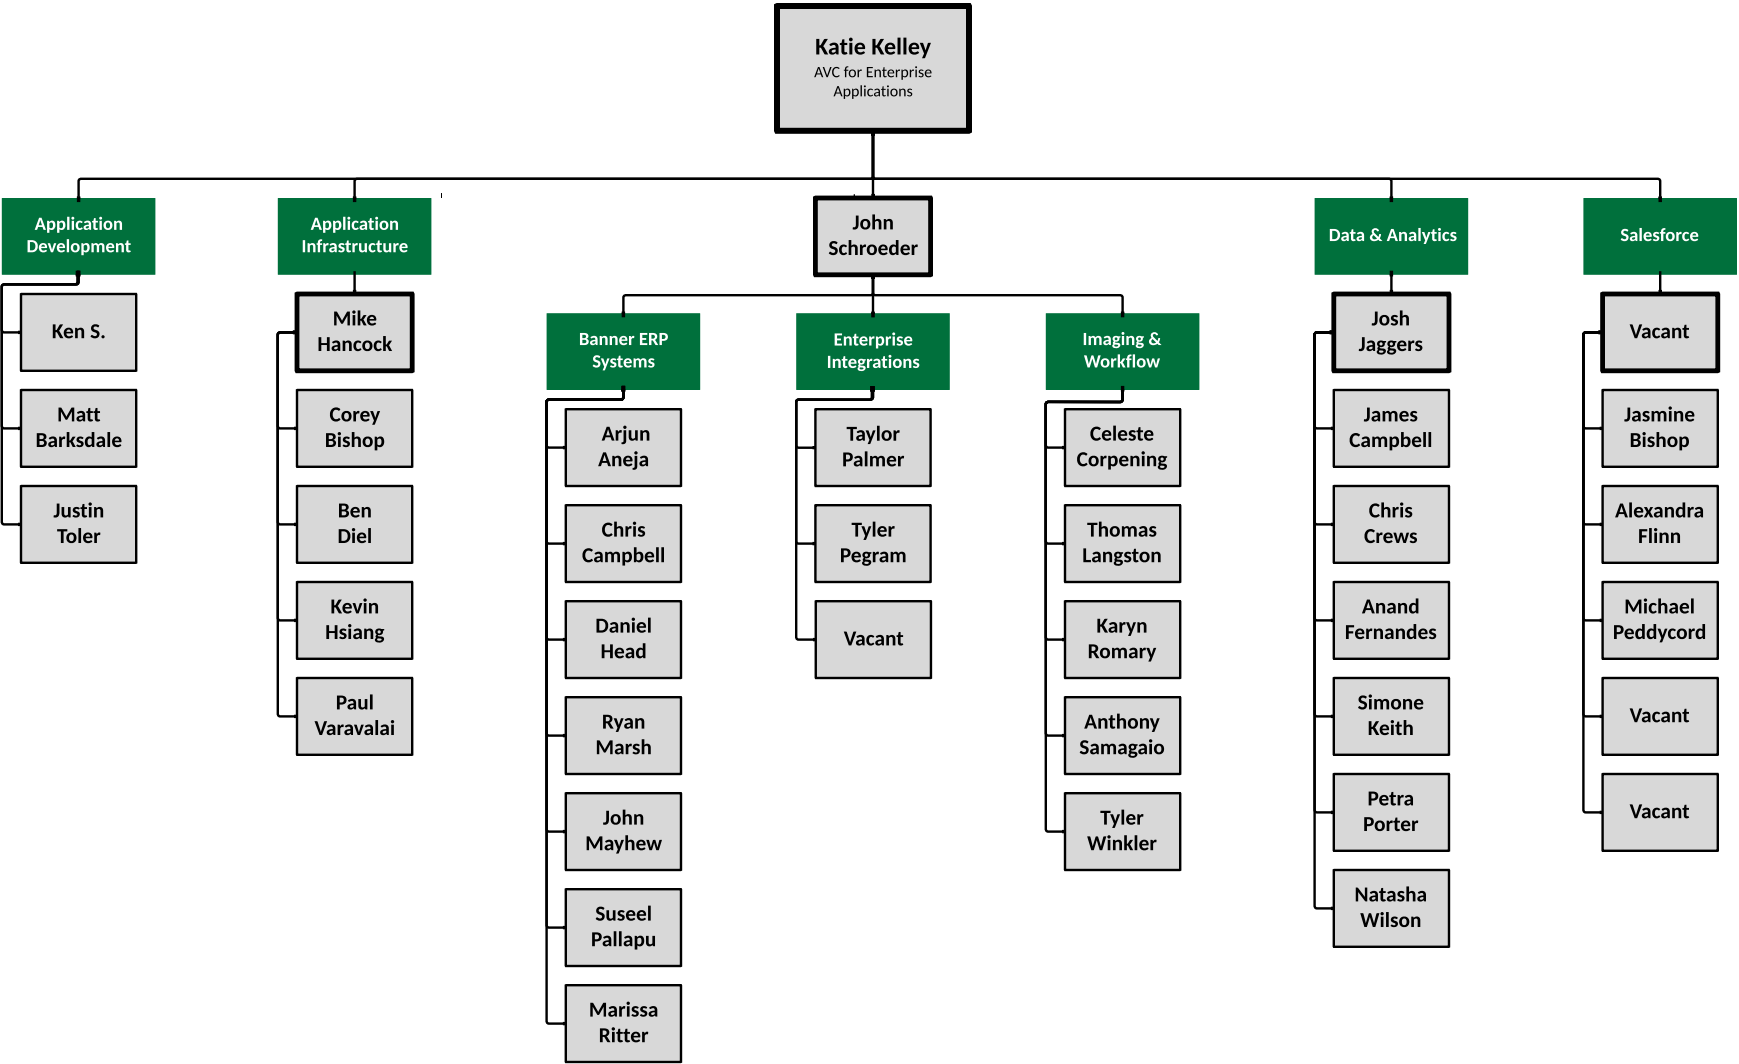 Katie Kelley
AVC for Enterprise
Applications
Application
Development
Ken S.
Matt
Barksdale
Justin
Toler
Application
Infrastructure
Mike
Hancock
Corey
Bishop
Ben
Diel
Kevin
Hsiang
Paul
Varavalai
John
Schroeder
Banner ERP
Systems
Arjun
Aneja
Chris
Campbell
Daniel
Head
Ryan
Marsh
John
Mayhew
Suseel
Pallapu
Marissa
Ritter
Enterprise
Integrations
Taylor
Palmer
Tyler
Pegram
Vacant
Imaging &
Workflow
Celeste
Corpening
Thomas
Langston
Karyn
Romary
Anthony
Samagaio
Tyler
Winkler
Data & Analytics
Josh
Jaggers
James
Campbell
Chris
Crews
Anand
Fernandes
Simone
Keith
Petra
Porter
Natasha
Wilson
Salesforce
Vacant
Jasmine
Bishop
Alexandra
Flinn
Michael
Peddycord
Vacant
Vacant